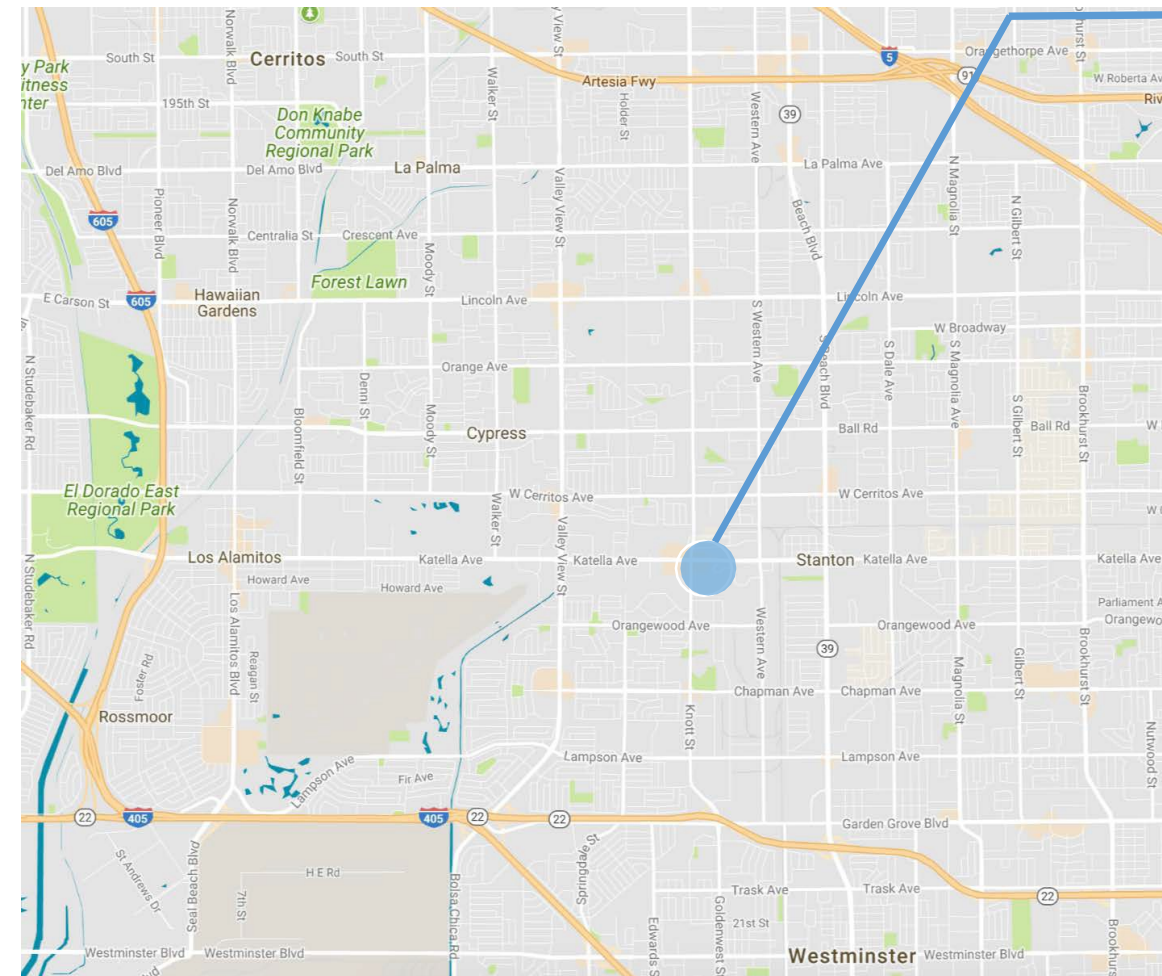 Norwalk Blvd
y View St
5
Orangethorpe Ave
hurst St
South St
Cerritos
South St
y Park
itness
nter
Artesia Fwy
91
W Roberta Av
Walker St
Holder St
Western Ave
39
Riv
195th St
Don Knabe
Community
Regional Park
Del Amo Blvd
Del Amo Blvd
La Palma
La Palma Ave
N Magnolia St
N Gilbert St
Pioneer Blvd
Norwalk Blvd
Valley View St
Beach Blvd
605
Centralia St
Crescent Ave
Moody St
Forest Lawn
E Carson St
605
Hawaiian
Gardens
Lincoln Ave
Lincoln Ave
S Western Ave
W Broadway
N Studebaker Rd
Orange Ave
S Beach Blvd
S Dale Ave
S Magnolia Ave
Denni St
Moody St
Bloomfield St
S Gilbert St
Brookhurst St
Cypress
Ball Rd
Ball Rd
W
El Dorado East
Regional Park
W Cerritos Ave
W Cerritos Ave
Walker St
Valley View St
Los Alamitos
Katella Ave
Katella Ave
Stanton
Katella Ave
Katella Ave
N Studebaker Rd
Howard Ave
Howard Ave
Los Alamitos Blvd
Parliament A
Orangewo
Orangewood Ave
Orangewood Ave
Western Ave
39
Foster Rd
Reagan St
Magnolia St
Gilbert St
Brookhurst St
Chapman Ave
Chapman Ave
Rossmoor
Knott St
Lampson Ave
Lampson Ave
Lampson Ave
Fir Ave
Nutwood St
22
405
405
22
22
Garden Grove Blvd
St Andrews Dr
Seal Beach Blvd
H E Rd
7th St
Bolsa Chica Rd
Springdale St
Trask Ave
Trask Ave
22
21st St
Edwards S
Goldenwest S
Brookhurs
Westminster Blvd
Westminster Blvd
Westminster
Westminster Blvd